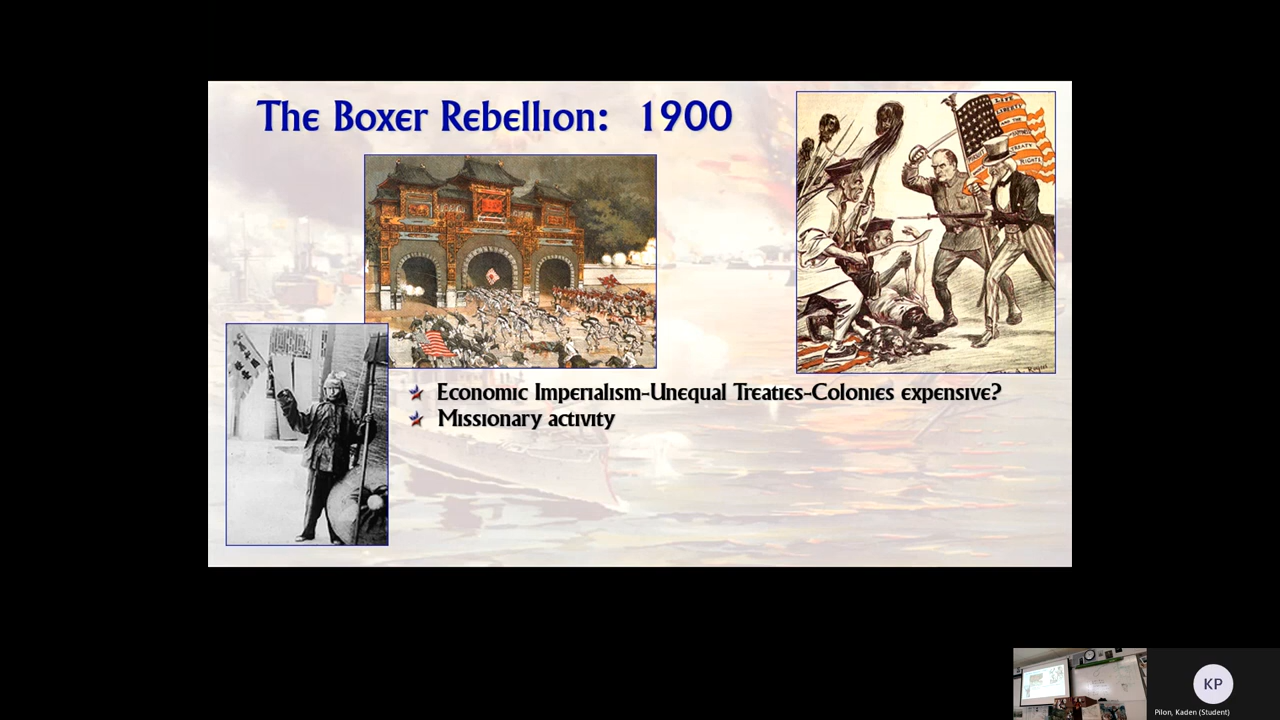 The Boxer Rebellion: 1900
Economic Imperialism-Unequal Treaties-Colonies expensive?
Missionary activity
KP
Pilon, Kaden (Student)